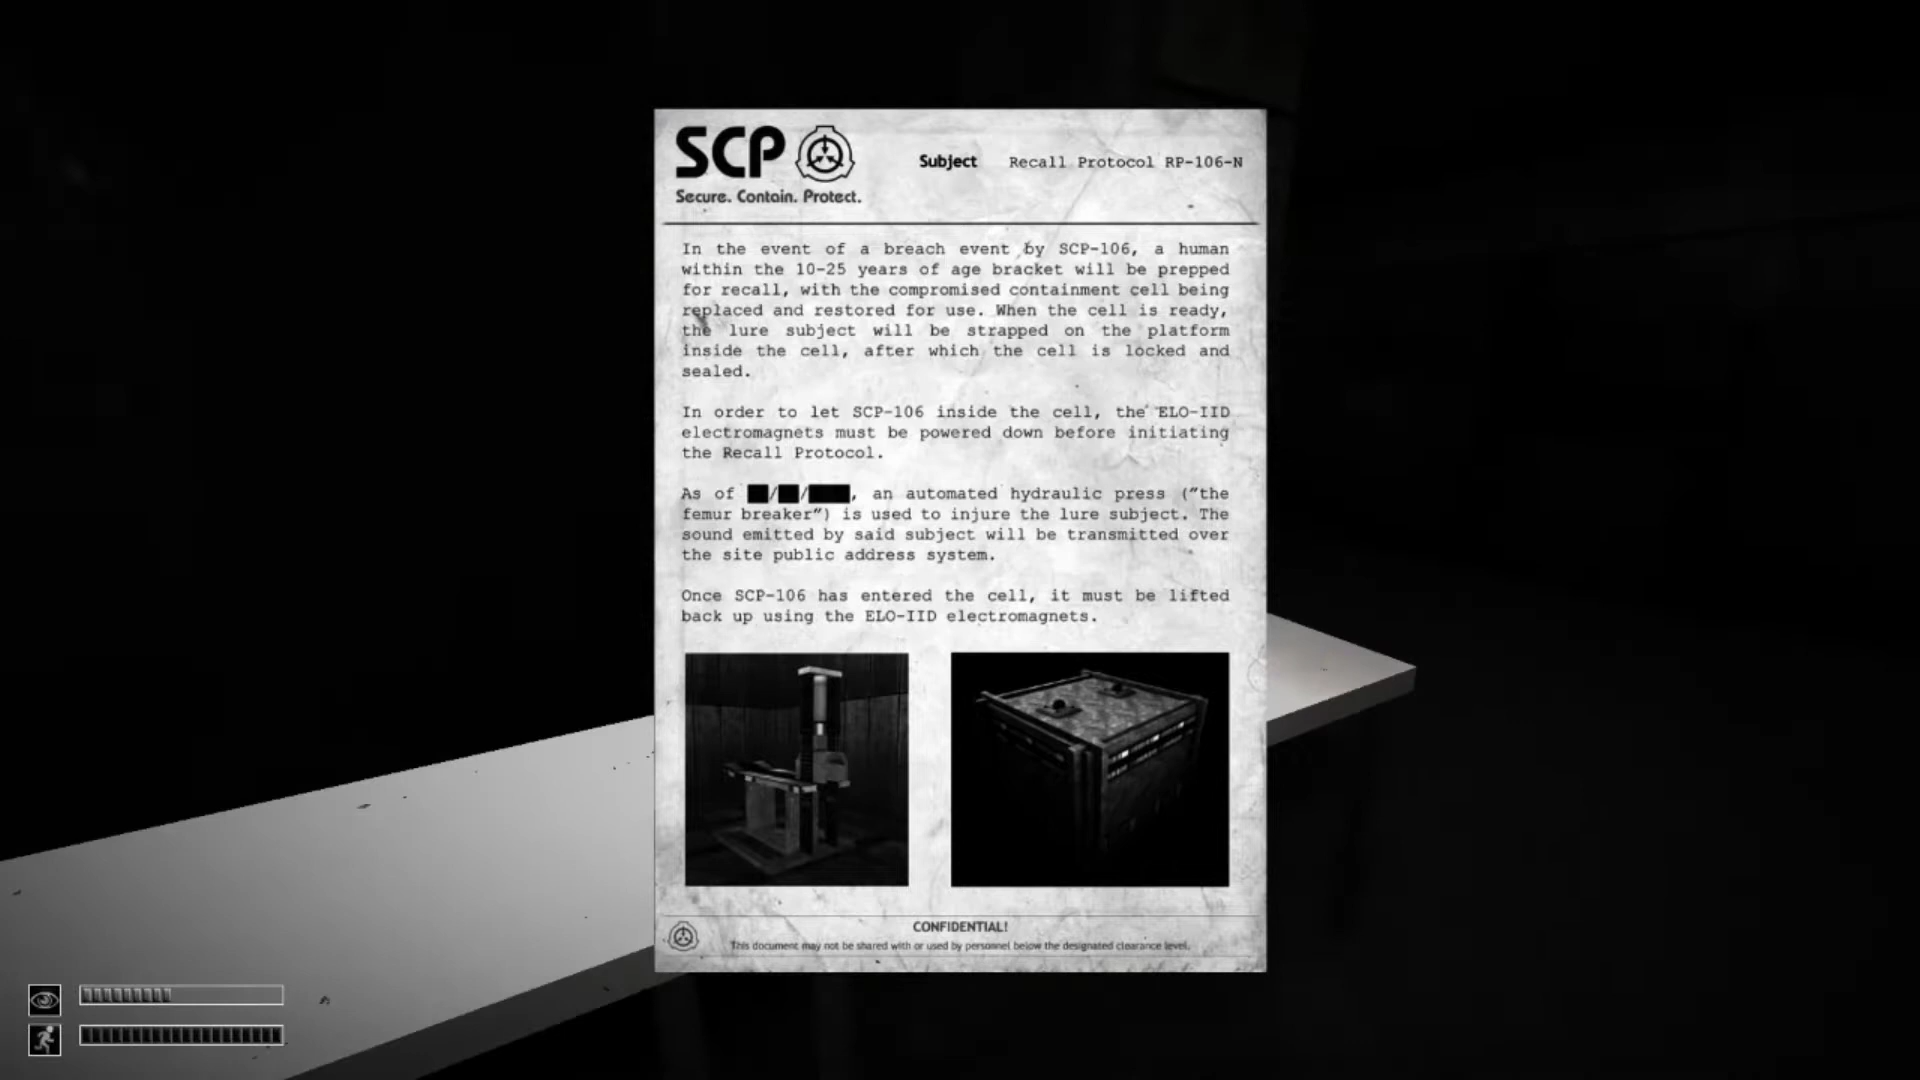 SCP
Subject Recall Protocol RP-106-N
Secure. Contain. Protect.
In the event of a breach event by SCP-106, a human
within the 10-25 years of age bracket will be prepped
for recall, with the compromised containment cell being
replaced and restored for use. When the cell is ready,
the lure subject will be strapped on the platform
inside the cell, after which the cell is locked and
sealed.
In order to let SCP-106 inside the cell, the ELO-IID
electromagnets must be powered down before initiating
the Recall Protocol.
As of ██/██/████, an automated hydraulic press ("the
femur breaker") is used to injure the lure subject. The
sound emitted by said subject will be transmitted over
the site public address system.
Once SCP-106 has entered the cell, it must be lifted
back up using the ELO-IID electromagnets.
CONFIDENTIAL!
This document may not be shared with or used by personnel below the designated clearance level.